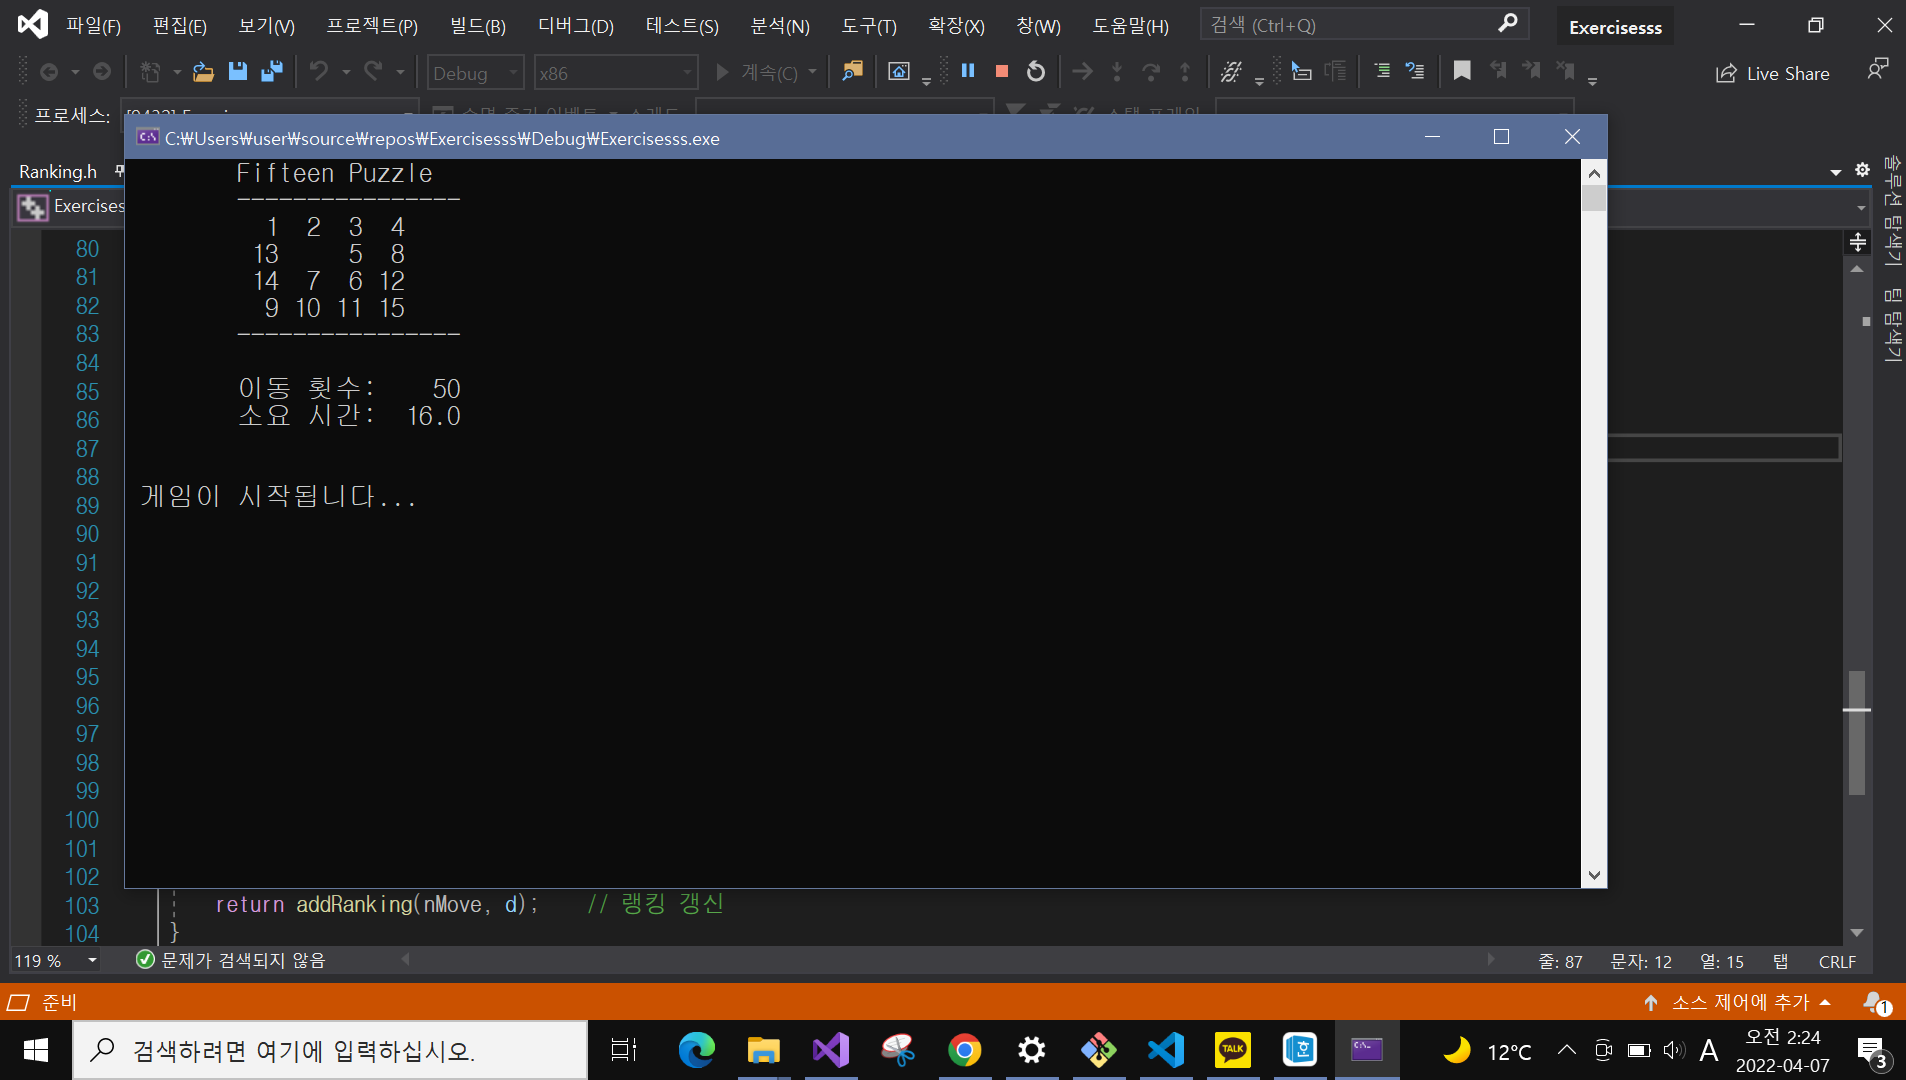 파일(F) 편집(E) 보기(V) 프로젝트(P) 빌드(B) 디버그(D) 테스트(S) 분석(N) 도구(T) 확장(X) 창(W) 도움말(H) 검색 (Ctrl+Q) Exercisesss
Debug x86 계속(C) Live Share
프로세스:
C:₩Users₩user₩source₩repos₩Exercisesss₩Debug₩Exercisesss.exe
Ranking.h
Exercises
Fifteen Puzzle
----------------
1 2 3 4
13 5 8
14 7 6 12
9 10 11 15
----------------
이동 횟수: 50
소요 시간: 16.0
게임이 시작됩니다...
솔루션 탐색기
팀 탐색기
80
81
82
83
84
85
86
87
88
89
90
91
92
93
94
95
96
97
98
99
100
101
102
103 return addRanking(nMove, d); // 랭킹 갱신
104 }
119 % 문제가 검색되지 않음 줄: 87 문자: 12 열: 15 탭 CRLF
준비 소스 제어에 추가 1
검색하려면 여기에 입력하십시오. TALK 12°C A 오전 2:24
2022-04-07 3